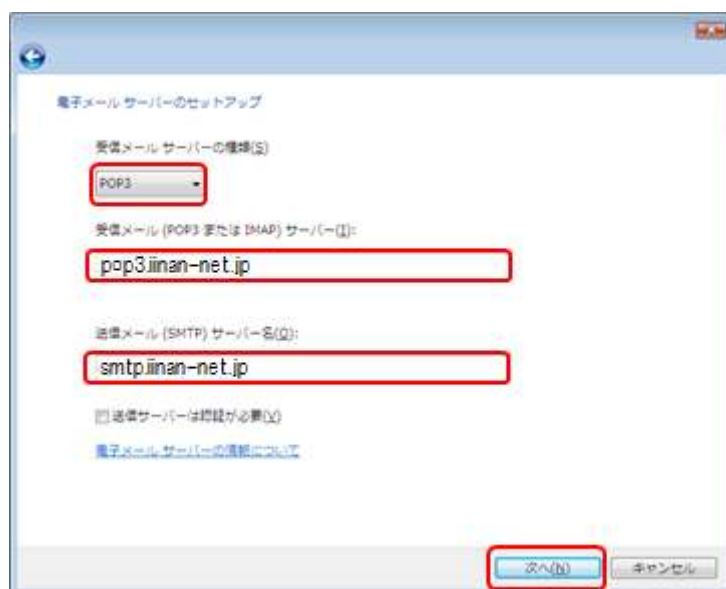 電子メール サーバーのセットアップ
受信メール サーバーの種類(S)
POP3
受信メール (POP3 または IMAP) サーバー(I):
pop3.iinan-net.jp
送信メール (SMTP) サーバー名(O):
smtp.iinan-net.jp
送信サーバーは認証が必要(V)
電子メール サーバーの情報について
次へ(N)
キャンセル